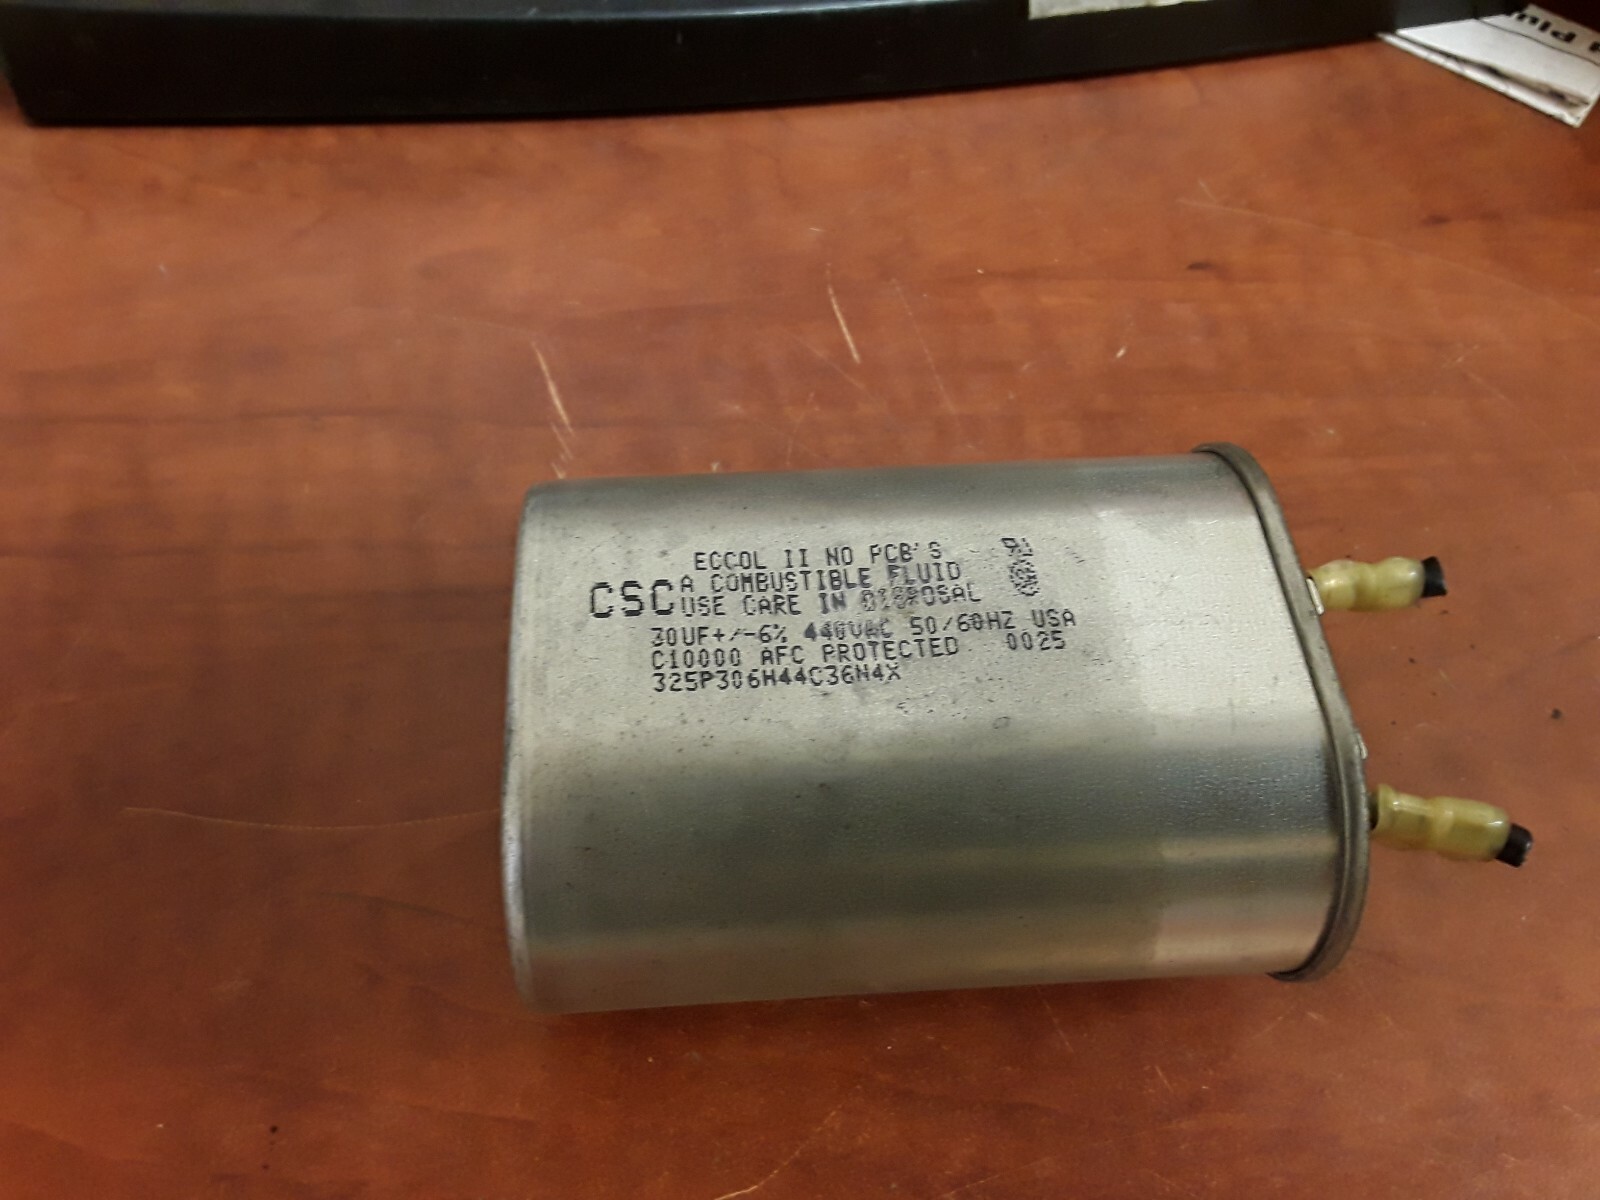 ECCOL II NO PCB'S
CSC A COMBUSTIBLE FLUID
USE CARE IN DISPOSAL
30UF+/-6% 440VAC 50/60HZ USA
C10000 AFC PROTECTED 0025
325P306H44C36N4X